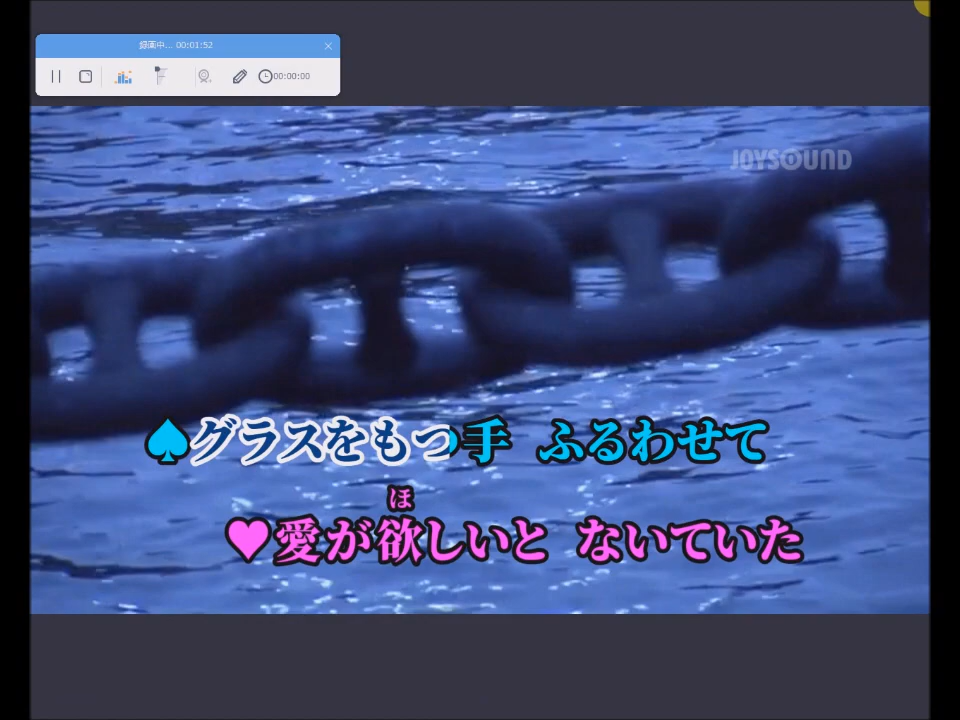 録画中... 00:01:52
00:00:00
JOYSOUND
♠グラスをもつ手 ふるわせて
ほ
♥愛が欲しいと ないていた